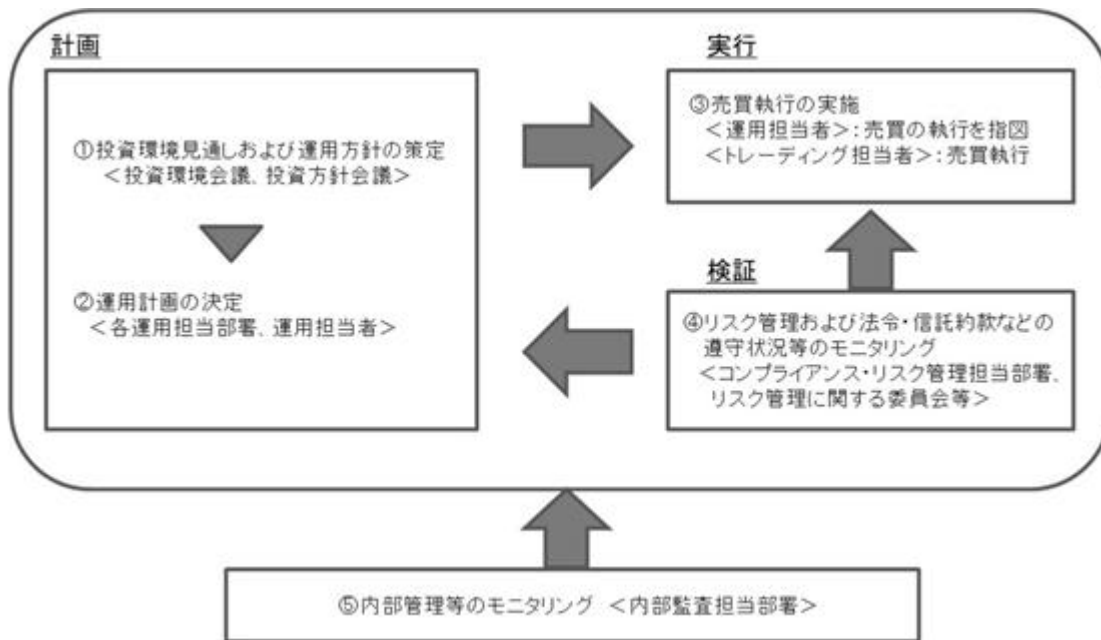 計画
①投資環境見通しおよび運用方針の策定
＜投資環境会議、投資方針会議＞
②運用計画の決定
＜各運用担当部署、運用担当者＞
実行
③売買執行の実施
＜運用担当者＞：売買の執行を指図
＜トレーディング担当者＞：売買執行
検証
④リスク管理および法令・信託約款などの
遵守状況等のモニタリング
＜コンプライアンス・リスク管理担当部署、
リスク管理に関する委員会等＞
⑤内部管理等のモニタリング ＜内部監査担当部署＞